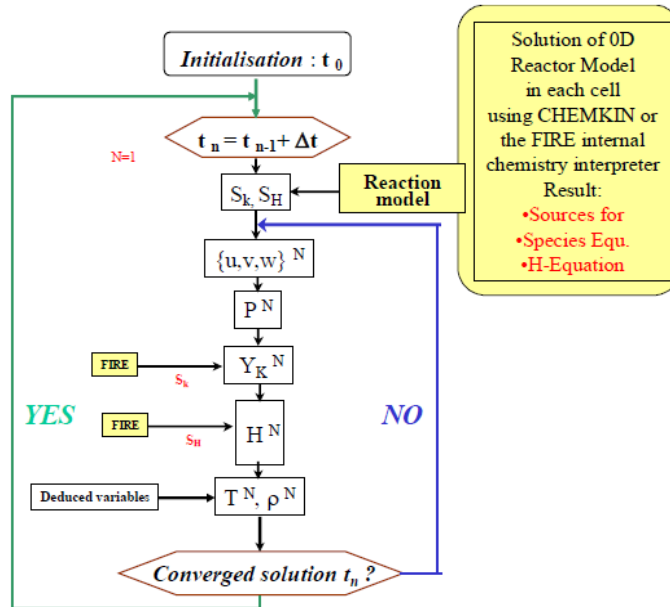 Initialisation : t 0
t n = t n-1 + Δt
N=1
Sk, SH
Reaction
model
Solution of 0D
Reactor Model
in each cell
using CHEMKIN or
the FIRE internal
chemistry interpreter
Result:
•Sources for
•Species Equ.
•H-Equation
{u,v,w} N
P N
FIRE
Sk
YK N
YES
NO
FIRE
SH
H N
Deduced variables
T N, ρ N
Converged solution tn ?